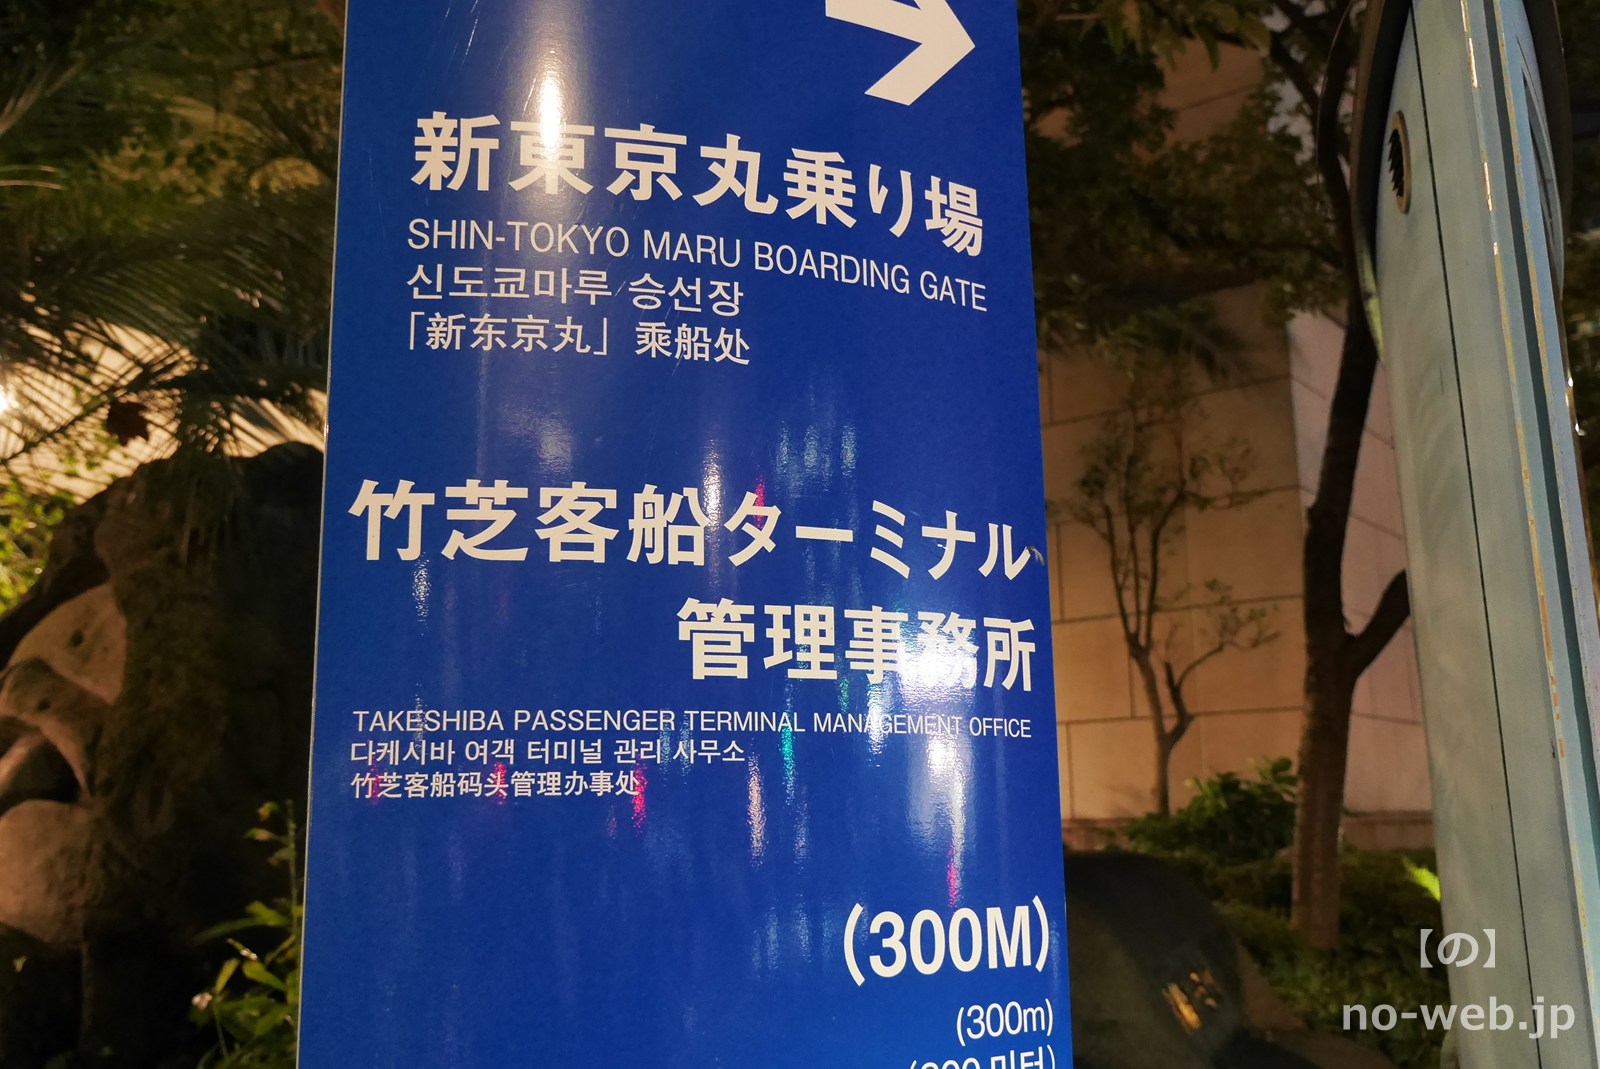 新東京丸乗り場
SHIN-TOKYO MARU BOARDING GATE
신도쿄마루 승선장
「新东京丸」乘船处
竹芝客船ターミナル
管理事務所
TAKESHIBA PASSENGER TERMINAL MANAGEMENT OFFICE
다케시바 여객 터미널 관리 사무소
竹芝客船码头管理办事处
(300M)
(300m)
(300 미터)
【の】
no-web.jp